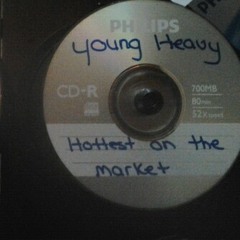 PHILIPS
Young Heavy
CD-R
700MB
80min
52X speed
Hottest on the
market